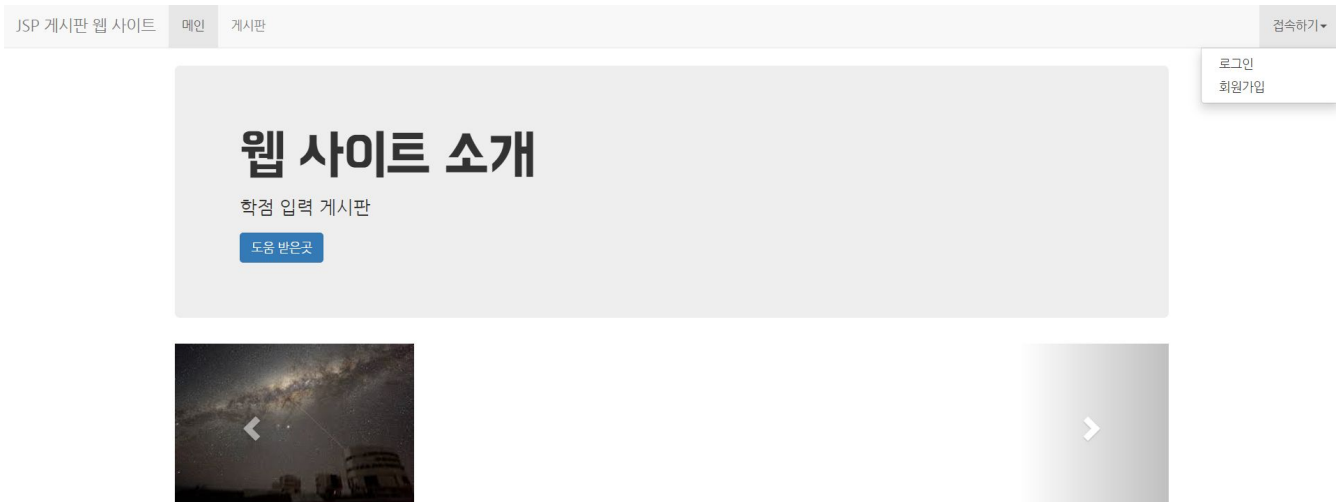 JSP 게시판 웹 사이트 메인 게시판 접속하기
로그인
회원가입
웹 사이트 소개
학점 입력 게시판
도움 받은곳